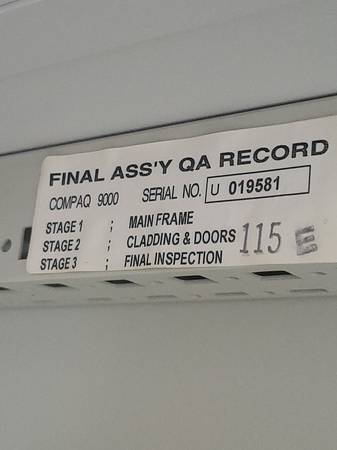 FINAL ASS'Y QA RECORD
COMPAQ 9000 SERIAL NO. U 019581
STAGE 1 ; MAIN FRAME
STAGE 2 ; CLADDING & DOORS 115 E
STAGE 3 ; FINAL INSPECTION